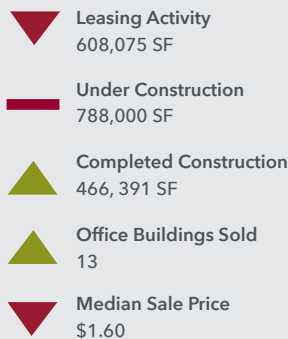 Leasing Activity
608,075 SF
Under Construction
788,000 SF
Completed Construction
466, 391 SF
Office Buildings Sold
13
Median Sale Price
$1.60